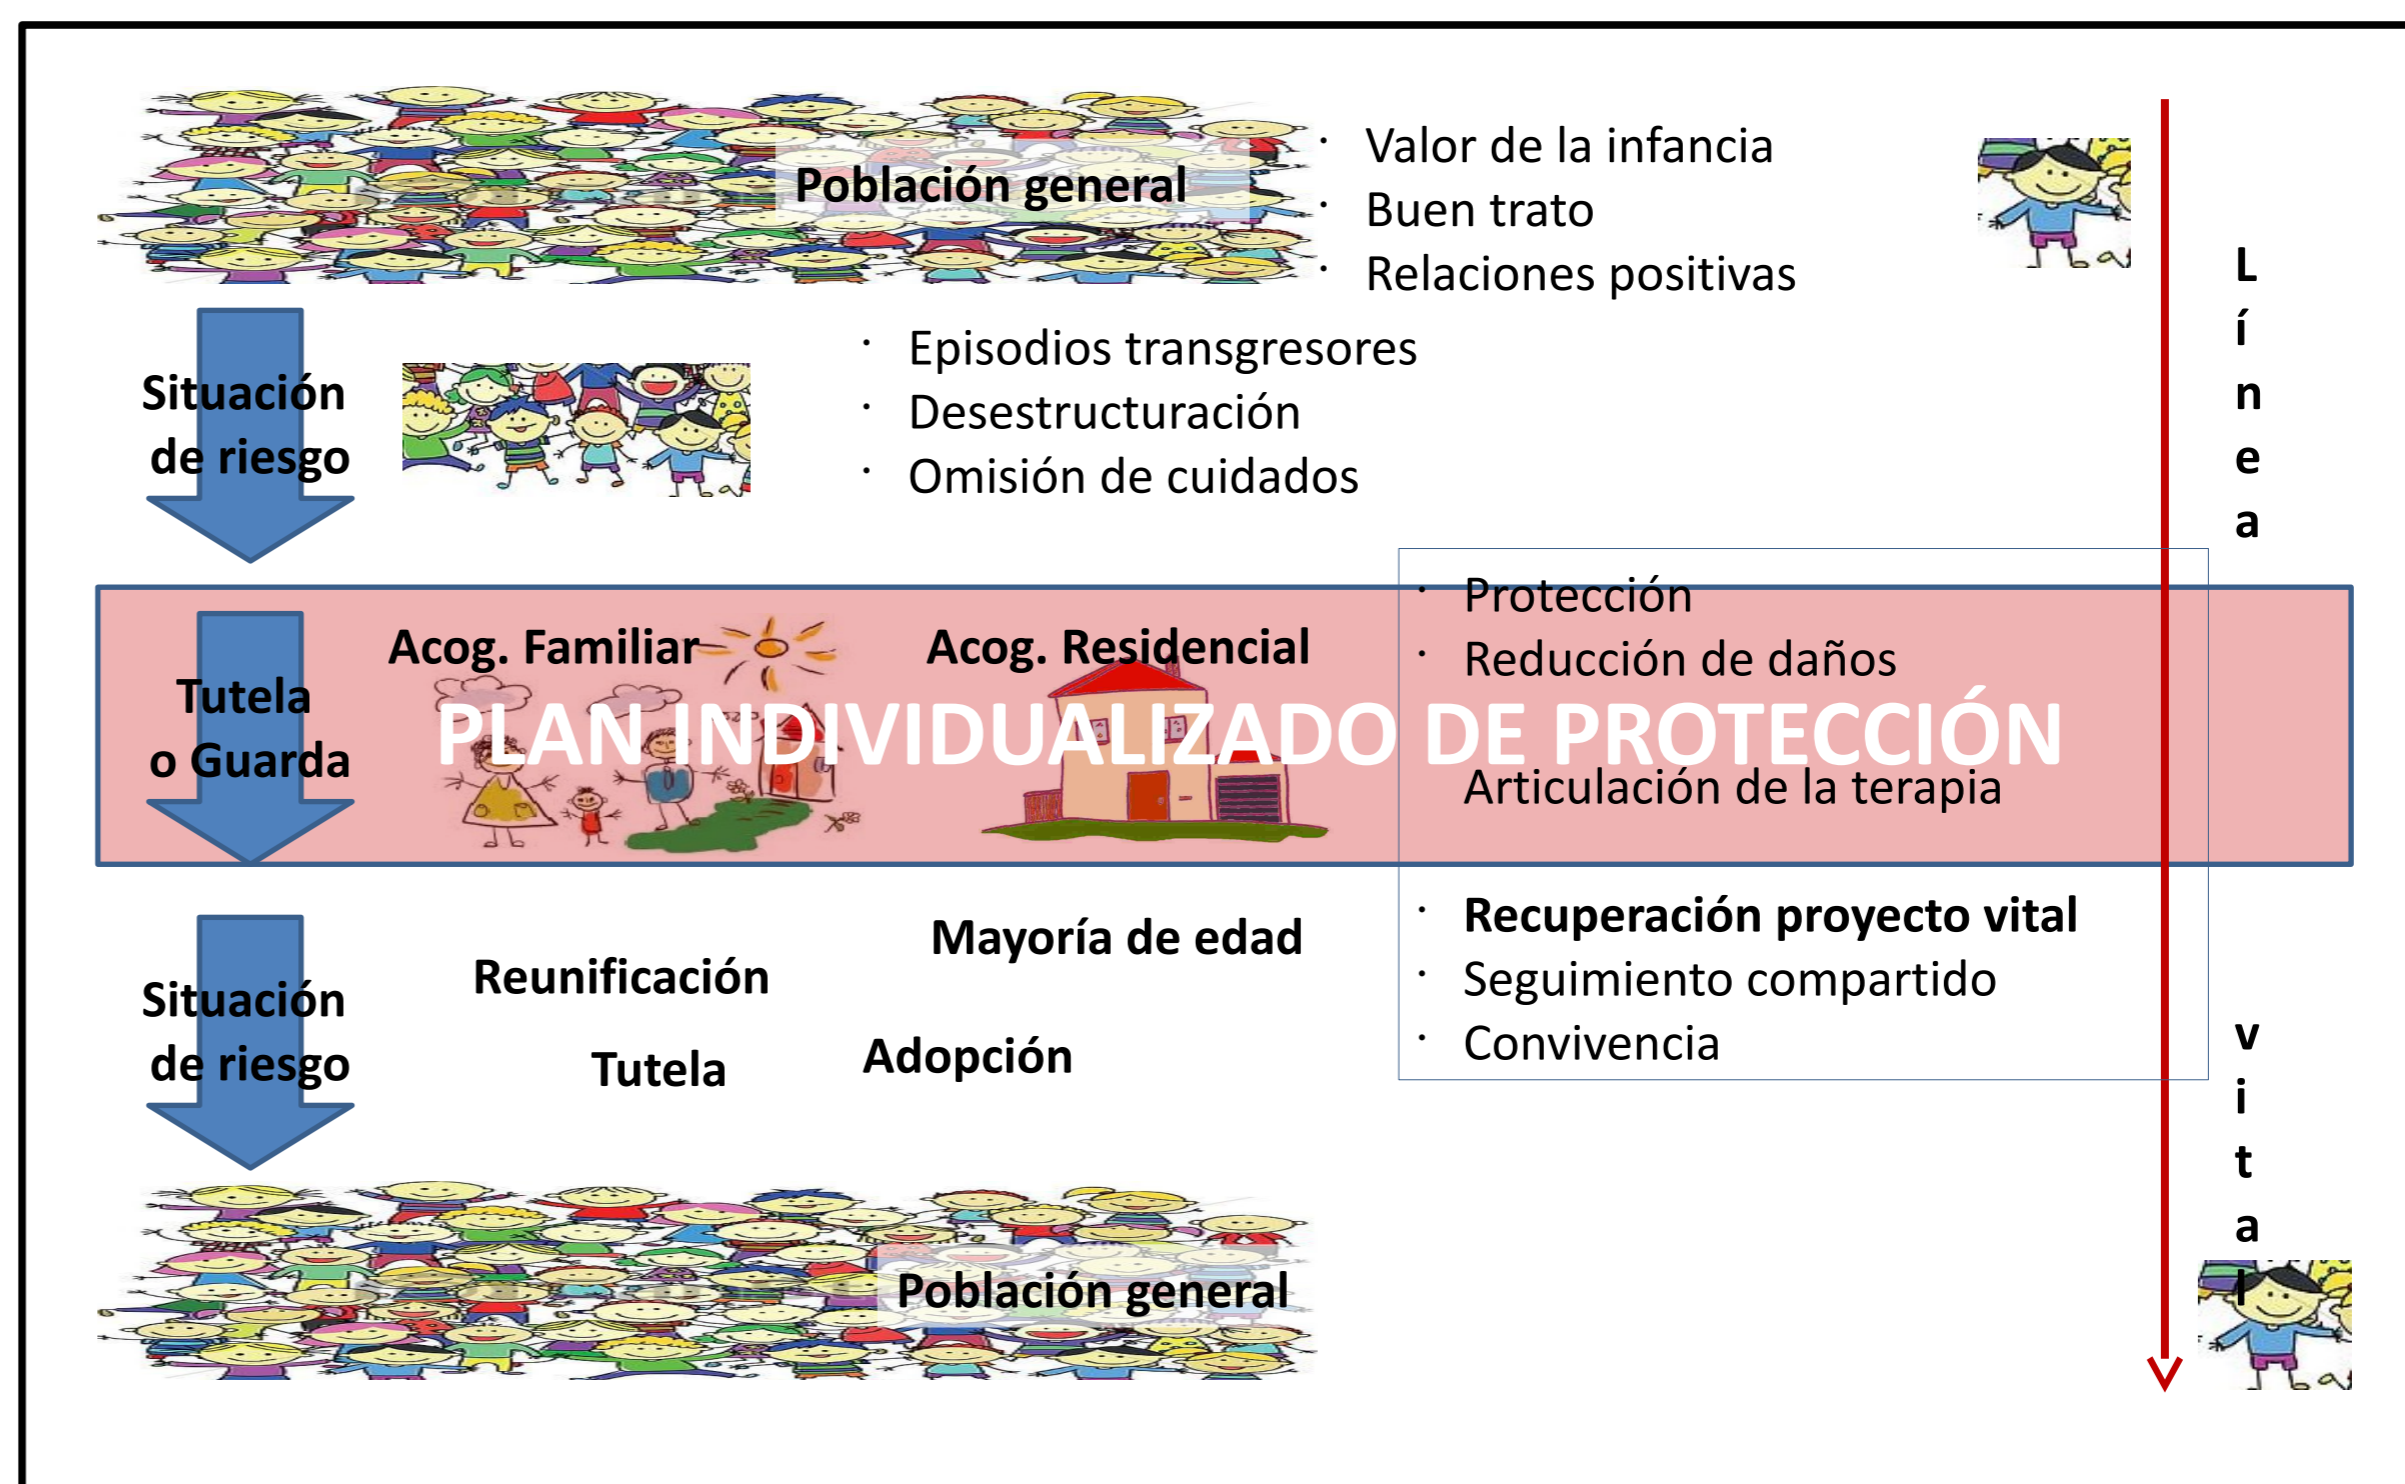 Población general
· Valor de la infancia
· Buen trato
· Relaciones positivas
Situación
de riesgo
· Episodios transgresores
· Desestructuración
· Omisión de cuidados
Línea
Tutela
o Guarda
Acog. Familiar
Acog. Residencial
PLAN INDIVIDUALIZADO DE PROTECCIÓN
· Protección
· Reducción de daños
Articulación de la terapia
· Recuperación proyecto vital
· Seguimiento compartido
· Convivencia
Situación
de riesgo
Reunificación
Mayoría de edad
Tutela
Adopción
vital
Población general